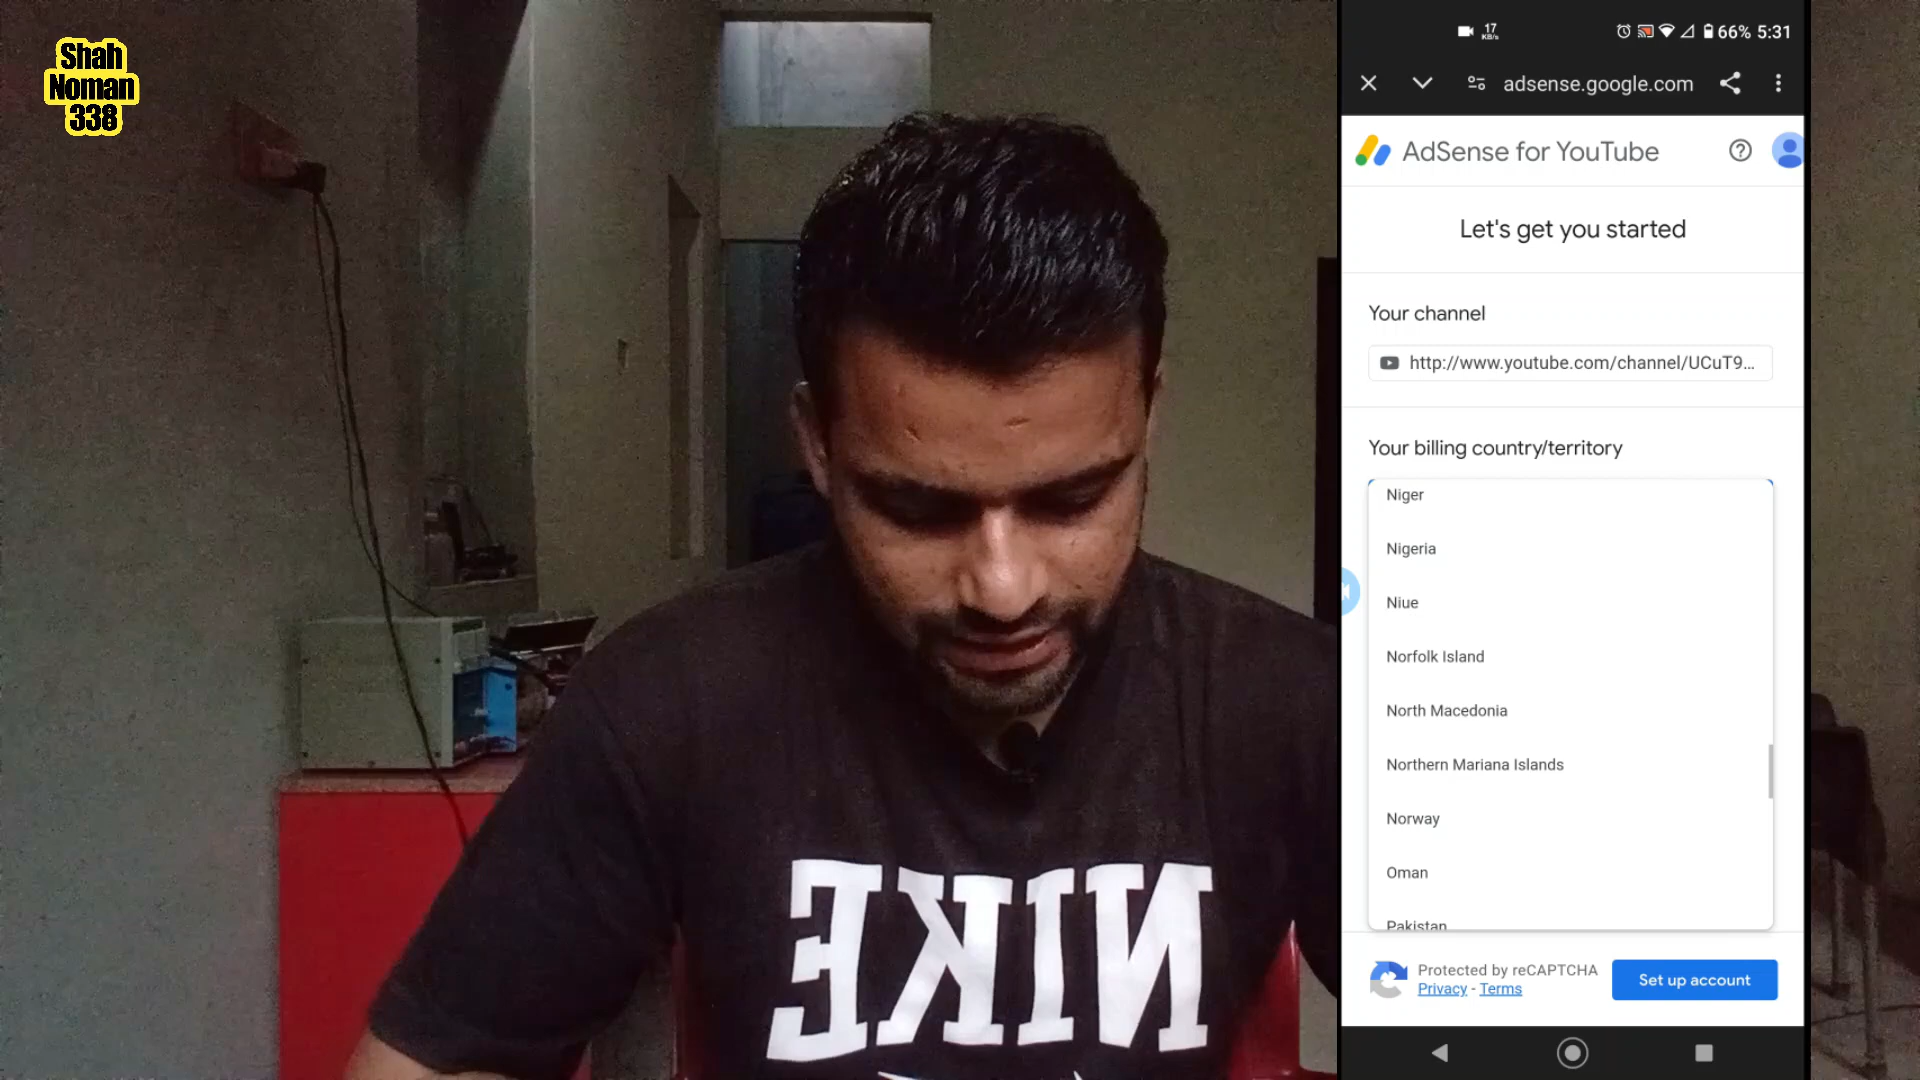 Shah
Noman
338
17
KB/s
66% 5:31
adsense.google.com
AdSense for YouTube
Let's get you started
Your channel
http://www.youtube.com/channel/UCuT9...
Your billing country/territory
Niger
Nigeria
Niue
Norfolk Island
North Macedonia
Northern Mariana Islands
Norway
Oman
Pakistan
Protected by reCAPTCHA
Privacy - Terms
Set up account
NIKE